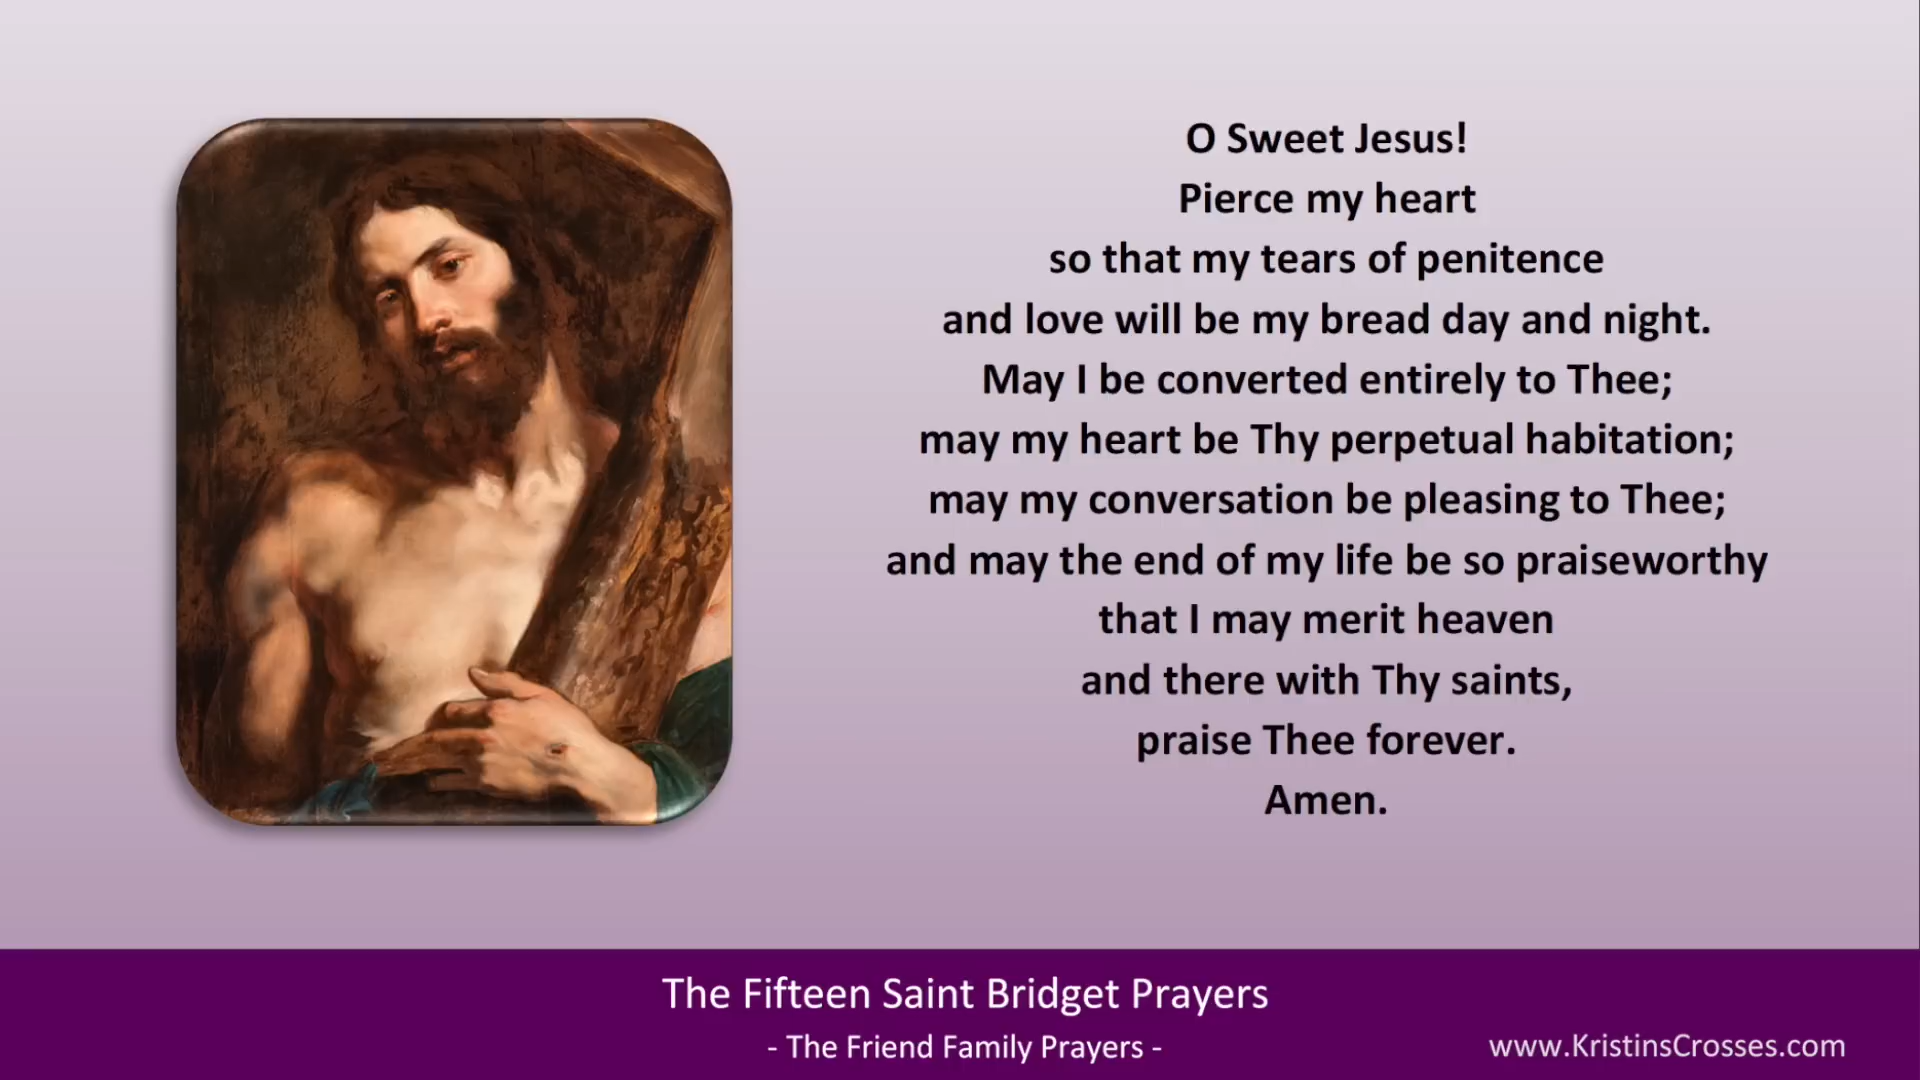 O Sweet Jesus!
Pierce my heart
so that my tears of penitence
and love will be my bread day and night.
May I be converted entirely to Thee;
may my heart be Thy perpetual habitation;
may my conversation be pleasing to Thee;
and may the end of my life be so praiseworthy
that I may merit heaven
and there with Thy saints,
praise Thee forever.
Amen.
The Fifteen Saint Bridget Prayers
- The Friend Family Prayers -
www.KristinsCrosses.com